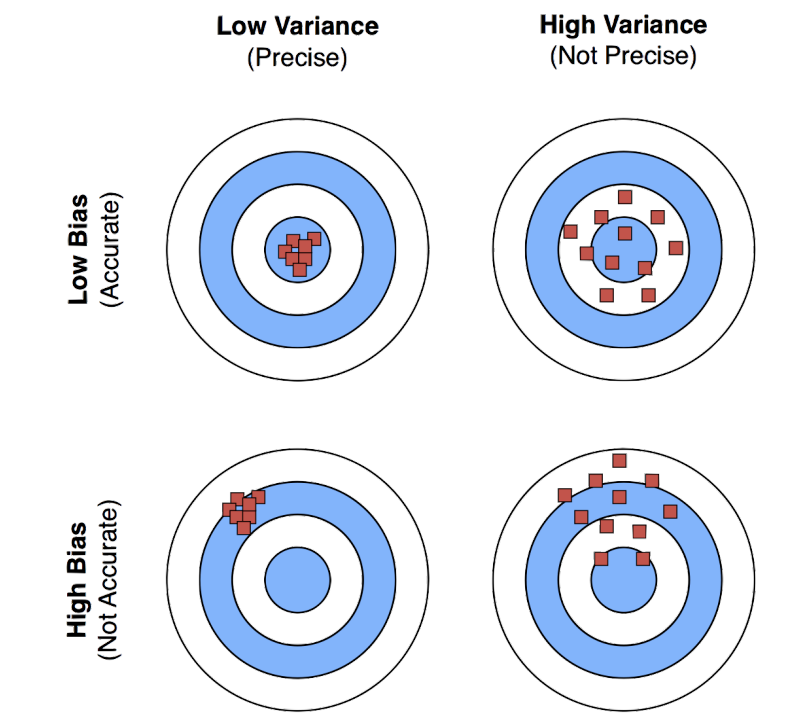 Low Variance
(Precise)
High Variance
(Not Precise)
Low Bias
(Accurate)
High Bias
(Not Accurate)